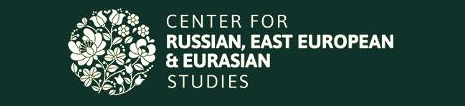 CENTER FOR
RUSSIAN, EAST EUROPEAN
& EURASIAN
STUDIES